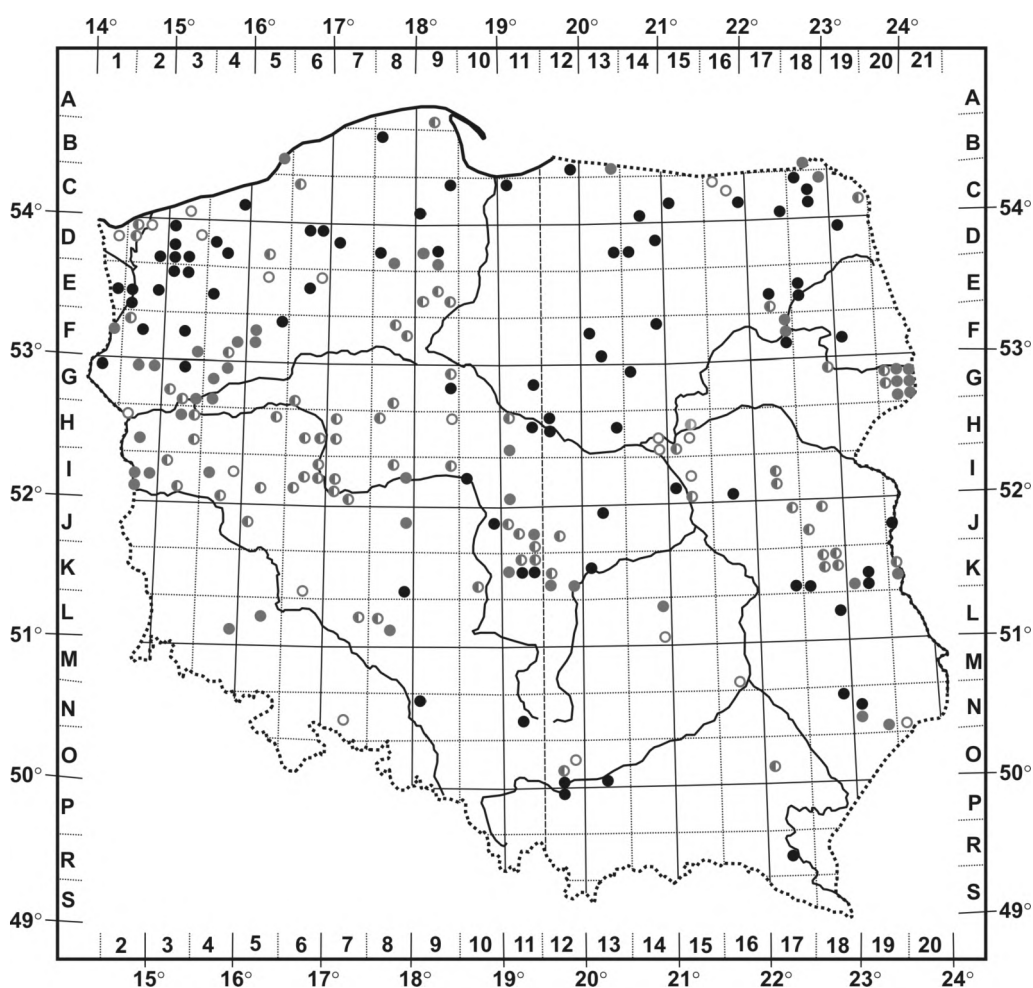 14° 15° 16° 17° 18° 19° 20° 21° 22° 23° 24°
1 2 3 4 5 6 7 8 9 10 11 12 13 14 15 16 17 18 19 20 21
A A
B B
C C
54° 54°
D D
E E
F F
53° 53°
G G
H H
I I
52° 52°
J J
K K
L L
51° 51°
M M
N N
O O
50° 50°
P P
R R
S S
49° 49°
2 3 4 5 6 7 8 9 10 11 12 13 14 15 16 17 18 19 20
15° 16° 17° 18° 19° 20° 21° 22° 23° 24°